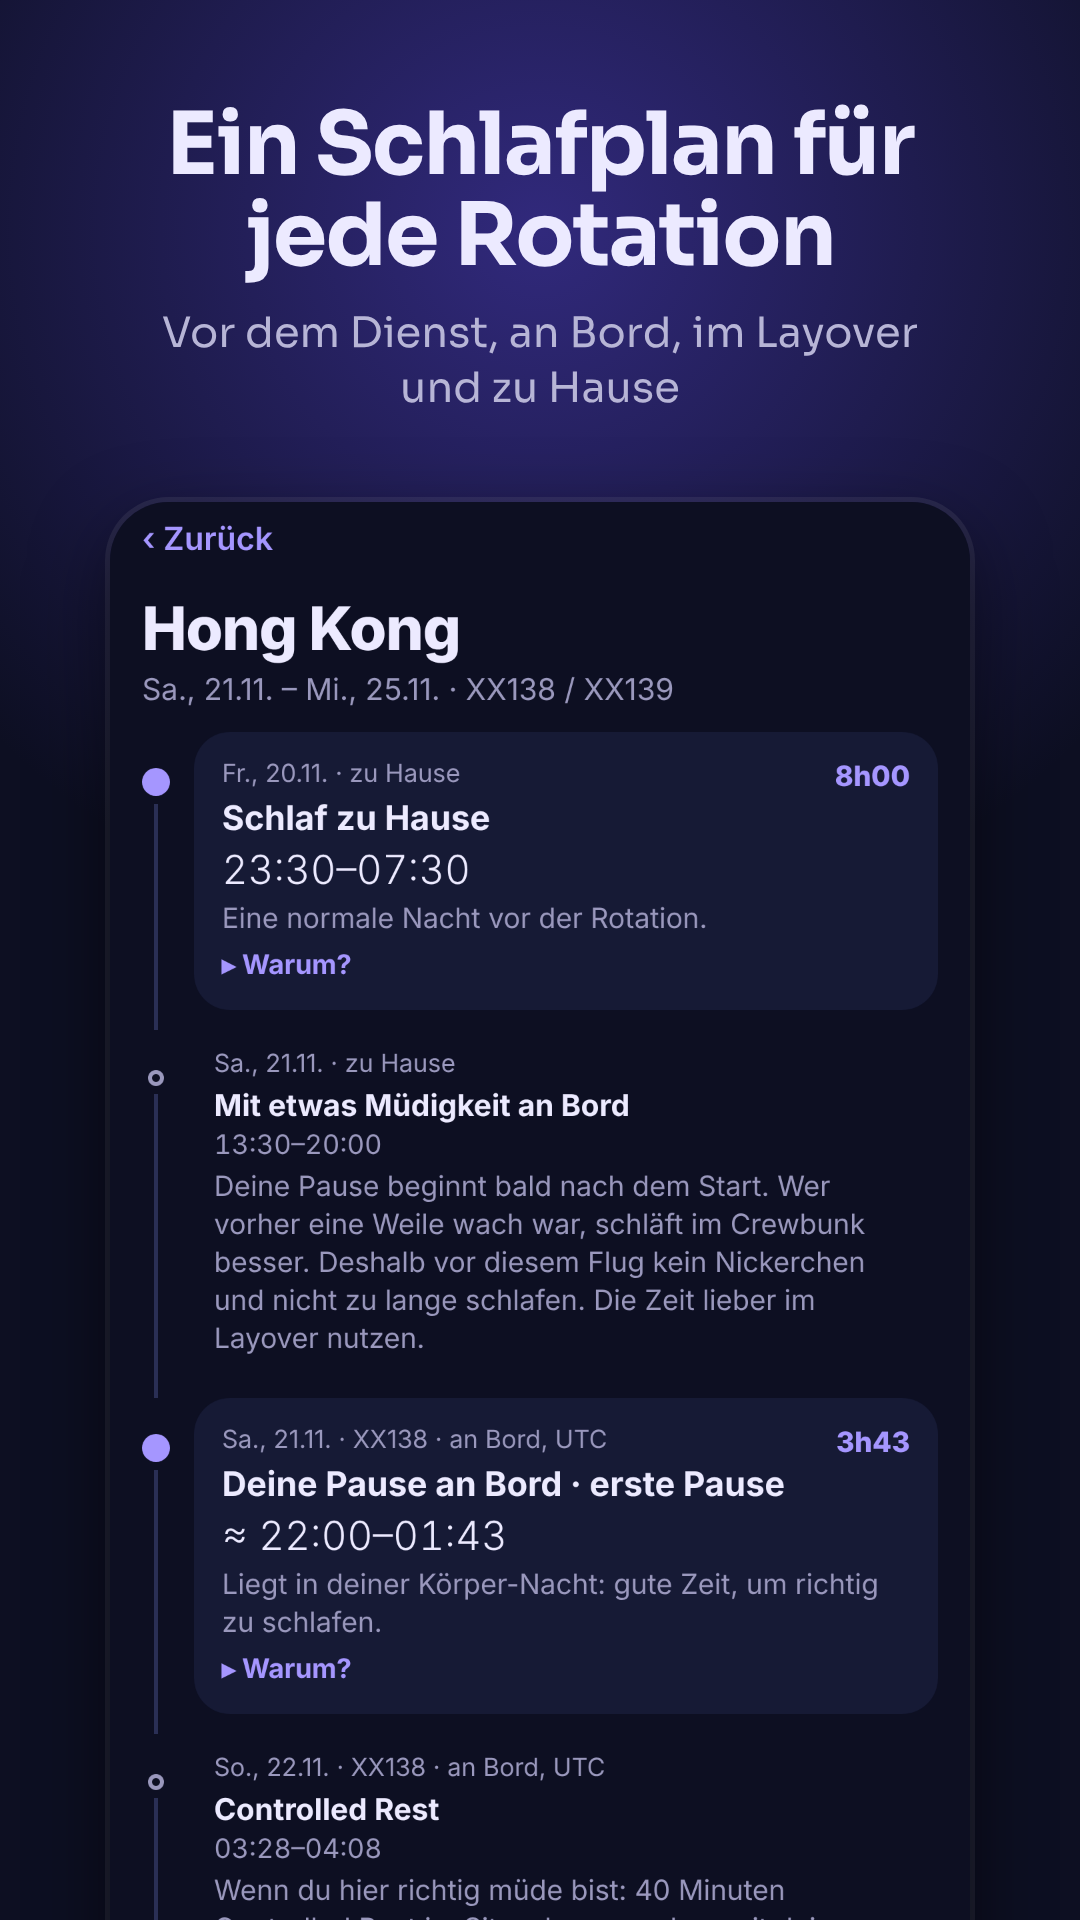 Ein Schlafplan für
jede Rotation
Vor dem Dienst, an Bord, im Layover
und zu Hause
‹ Zurück
Hong Kong
Sa., 21.11. – Mi., 25.11. · XX138 / XX139
Fr., 20.11. · zu Hause
8h00
Schlaf zu Hause
23:30–07:30
Eine normale Nacht vor der Rotation.
▸ Warum?
Sa., 21.11. · zu Hause
Mit etwas Müdigkeit an Bord
13:30–20:00
Deine Pause beginnt bald nach dem Start. Wer
vorher eine Weile wach war, schläft im Crewbunk
besser. Deshalb vor diesem Flug kein Nickerchen
und nicht zu lange schlafen. Die Zeit lieber im
Layover nutzen.
Sa., 21.11. · XX138 · an Bord, UTC
3h43
Deine Pause an Bord · erste Pause
≈ 22:00–01:43
Liegt in deiner Körper-Nacht: gute Zeit, um richtig
zu schlafen.
▸ Warum?
So., 22.11. · XX138 · an Bord, UTC
Controlled Rest
03:28–04:08
Wenn du hier richtig müde bist: 40 Minuten